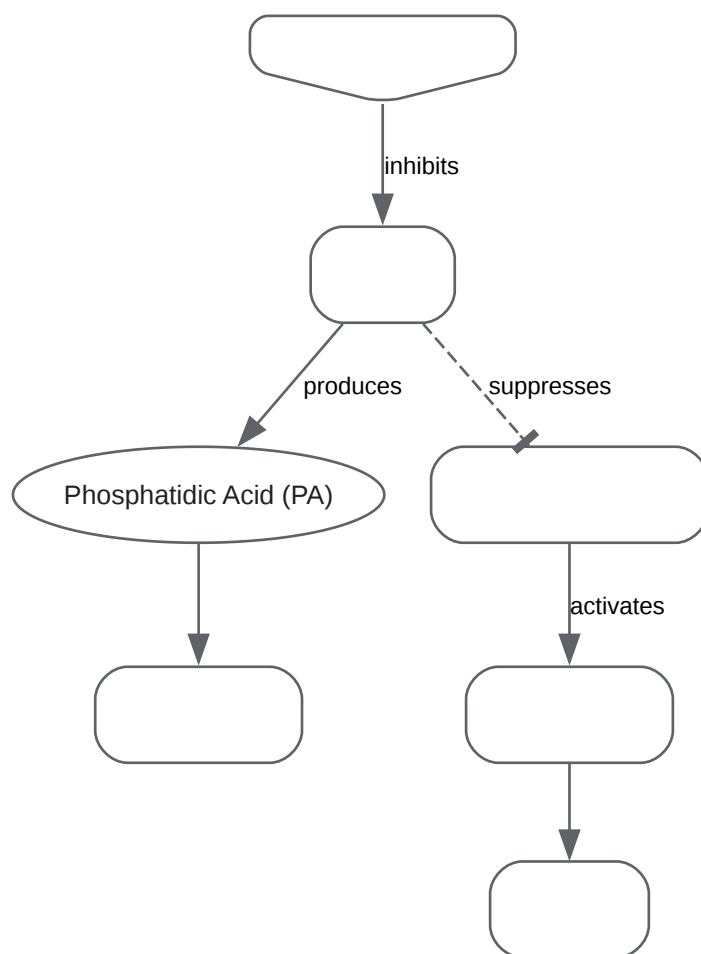 inhibits
produces
suppresses
Phosphatidic Acid (PA)
activates